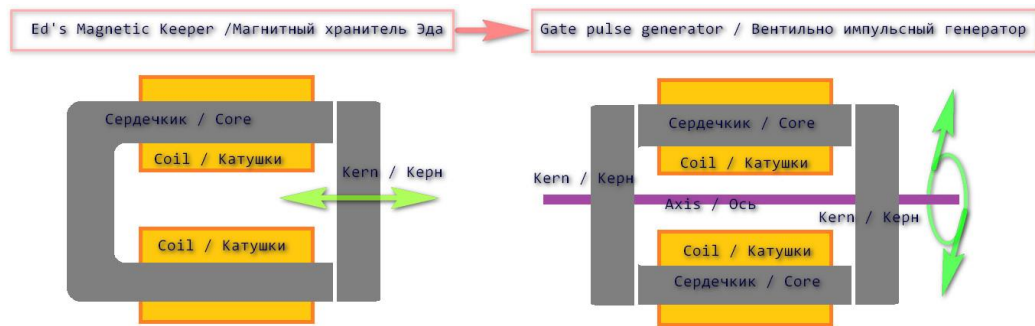 Ed's Magnetic Keeper /Магнитный хранитель Эда
Gate pulse generator / Вентильно импульсный генератор
Сердечкик / Core
Coil / Катушки
Kern / Керн
Coil / Катушки
Сердечкик / Core
Coil / Катушки
Kern / Керн
Axis / Ось
Kern / Керн
Coil / Катушки
Сердечкик / Core